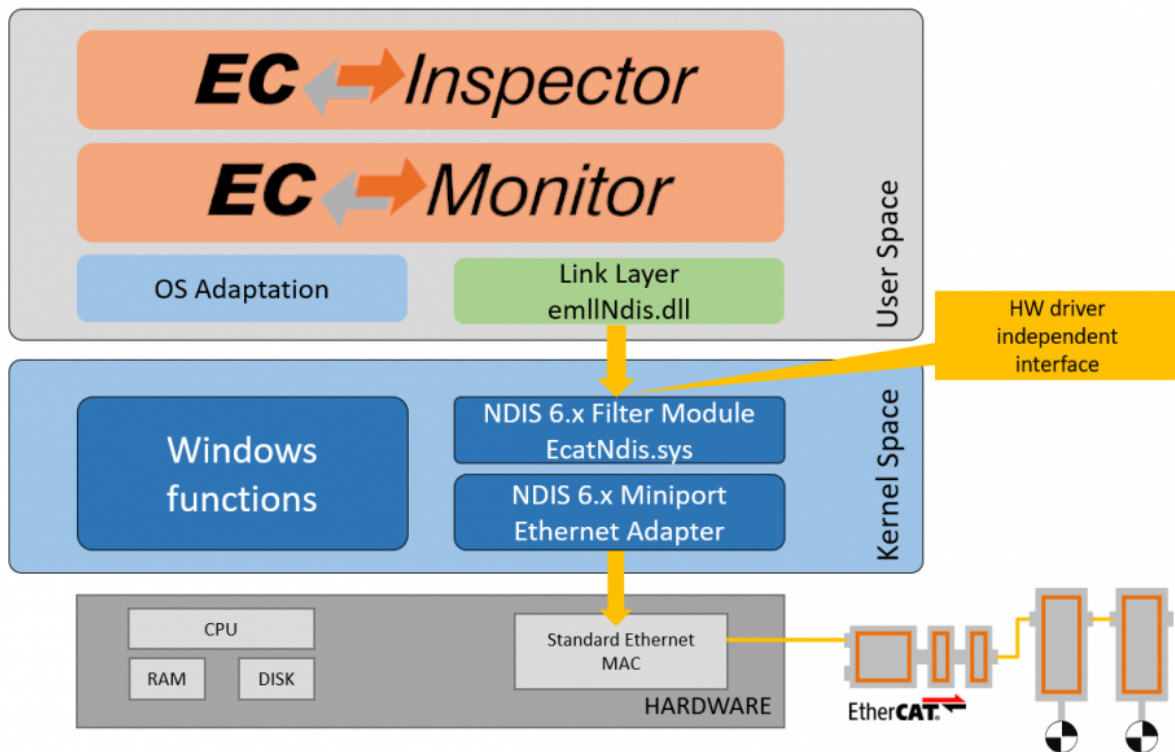 EC Inspector
EC Monitor
OS Adaptation
Link Layer
emllNdis.dll
User Space
HW driver
independent
interface
Windows
functions
NDIS 6.x Filter Module
EcatNdis.sys
NDIS 6.x Miniport
Ethernet Adapter
Kernel Space
CPU
RAM
DISK
Standard Ethernet
MAC
HARDWARE
EtherCAT®